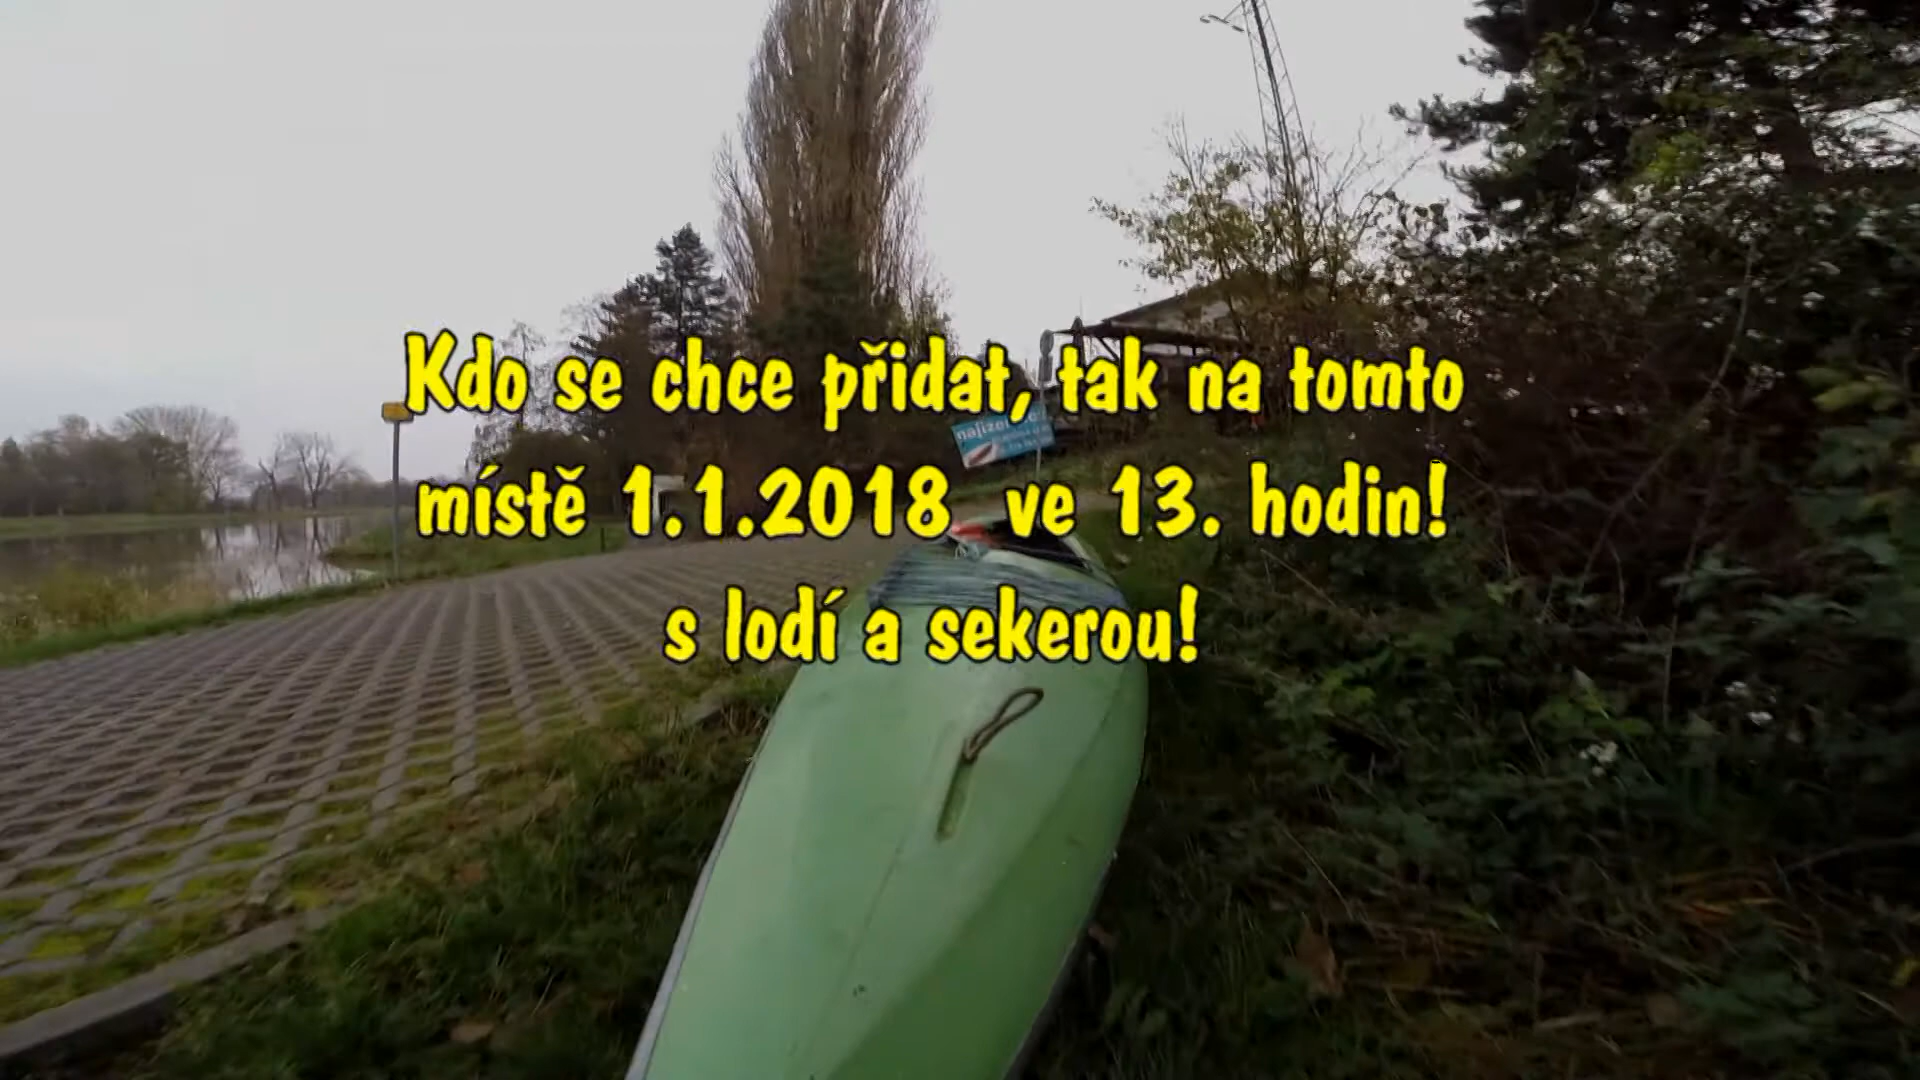 Kdo se chce přidat, tak na tomto
místě 1.1.2018 ve 13. hodin!
s lodí a sekerou!